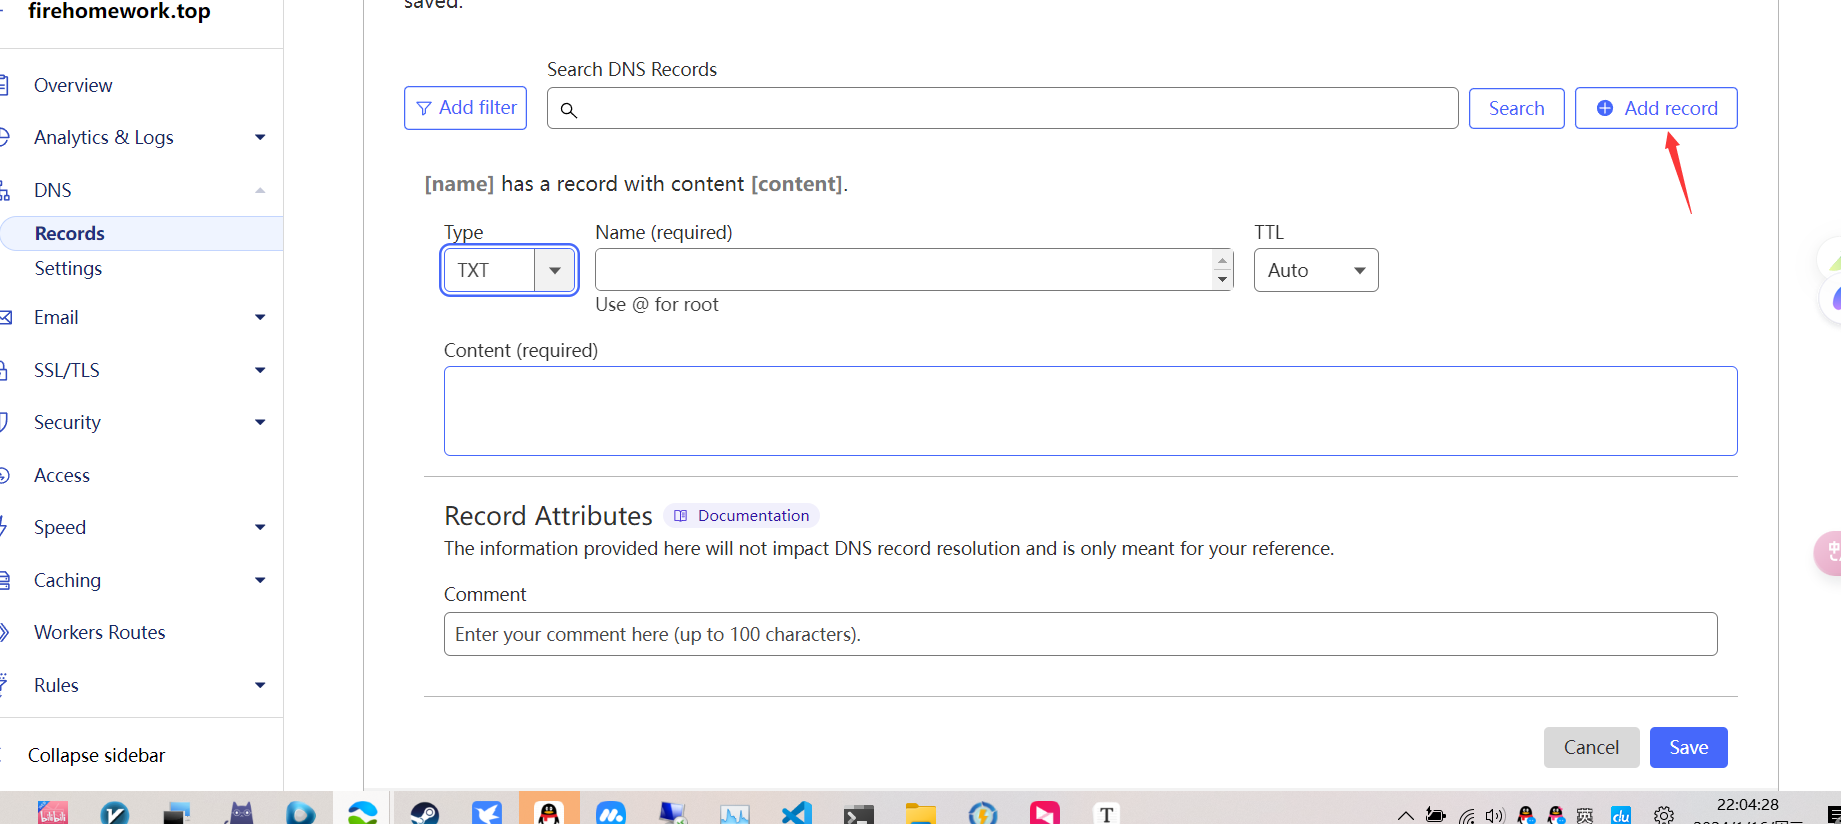 firehomework.top
saved.
Overview
Analytics & Logs
DNS
Records
Settings
Email
SSL/TLS
Security
Access
Speed
Caching
Workers Routes
Rules
Collapse sidebar
Search DNS Records
Add filter
Search
Add record
[name] has a record with content [content].
Type
Name (required)
TTL
TXT
Auto
Use @ for root
Content (required)
Record Attributes
Documentation
The information provided here will not impact DNS record resolution and is only meant for your reference.
Comment
Enter your comment here (up to 100 characters).
Cancel
Save
bilibili
T
英
du
22:04:28